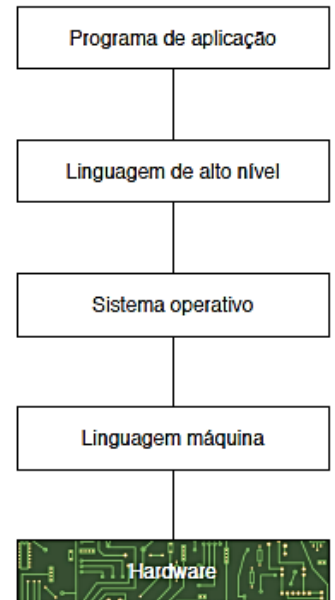 Programa de aplicação
Linguagem de alto nível
Sistema operativo
Linguagem máquina
Hardware